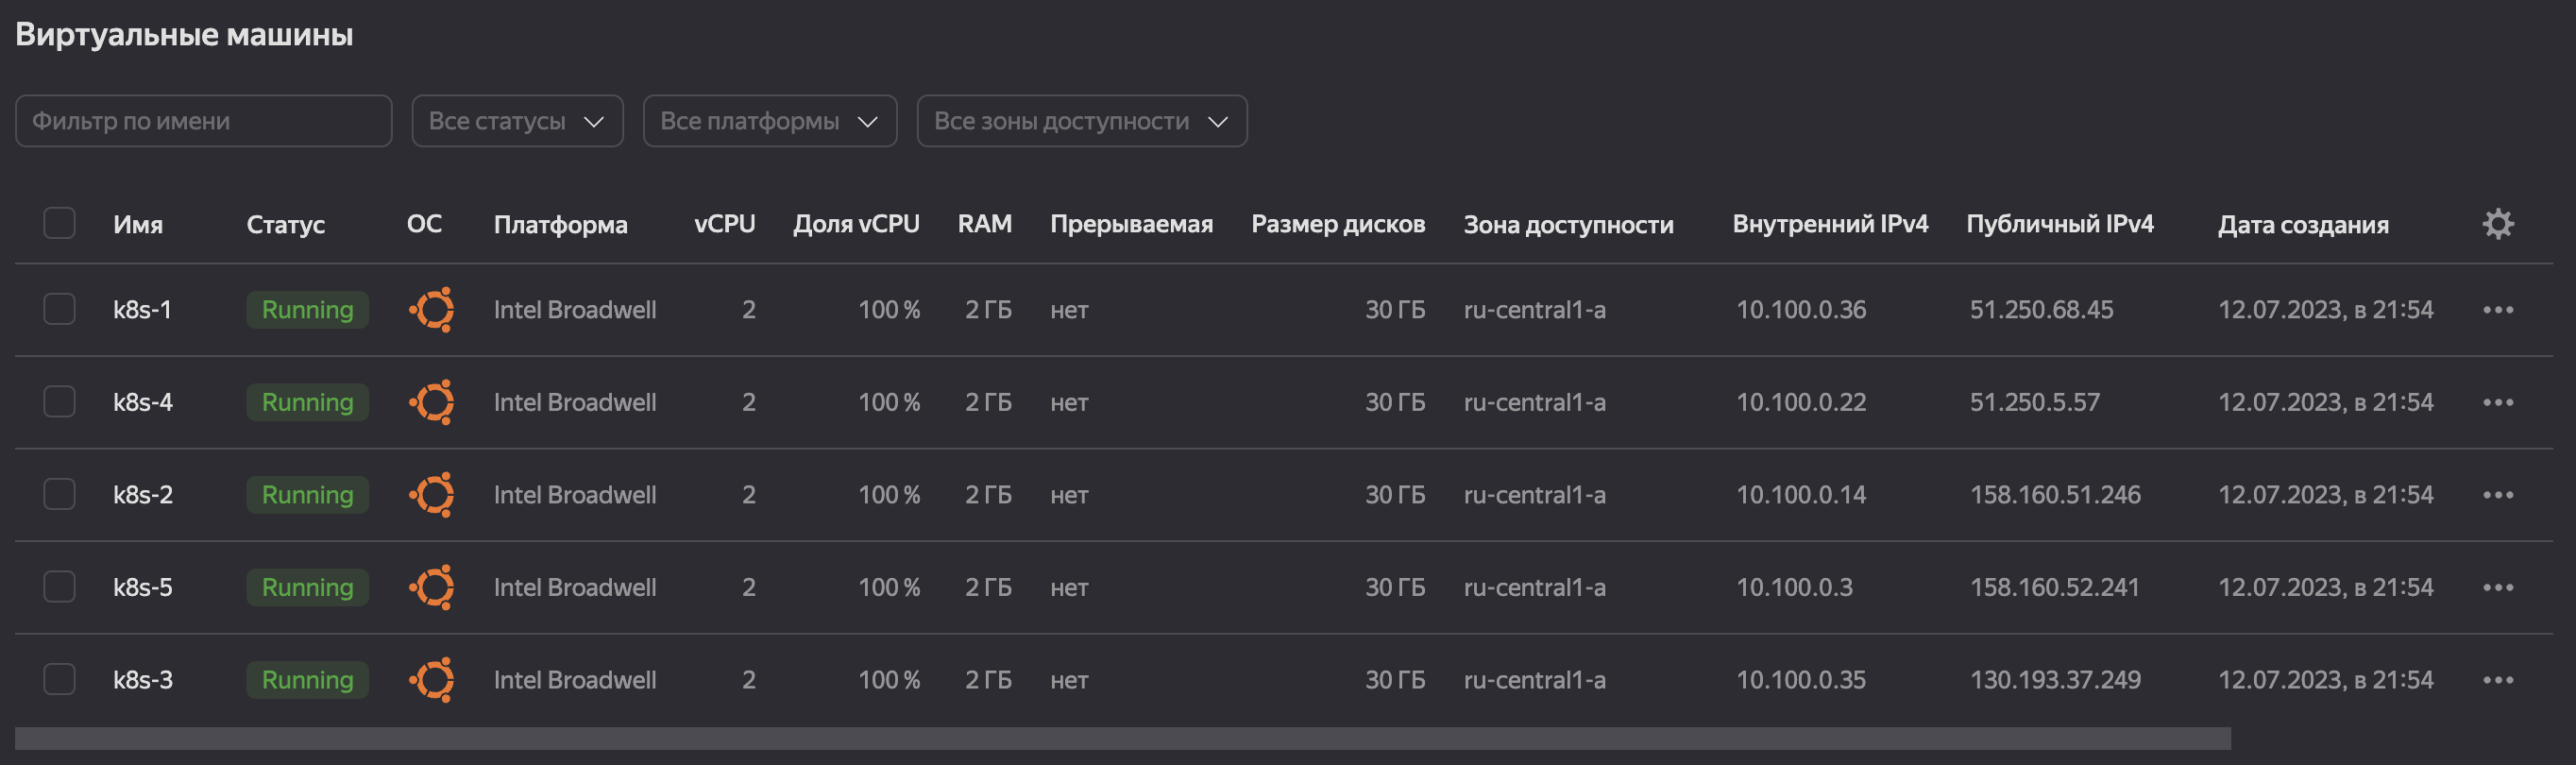 Виртуальные машины
Фильтр по имени Все статусы Все платформы Все зоны доступности
Имя Статус ОС Платформа vCPU Доля vCPU RAM Прерываемая Размер дисков Зона доступности Внутренний IPv4 Публичный IPv4 Дата создания
k8s-1 Running Intel Broadwell 2 100 % 2 ГБ нет 30 ГБ ru-central1-a 10.100.0.36 51.250.68.45 12.07.2023, в 21:54
k8s-4 Running Intel Broadwell 2 100 % 2 ГБ нет 30 ГБ ru-central1-a 10.100.0.22 51.250.5.57 12.07.2023, в 21:54
k8s-2 Running Intel Broadwell 2 100 % 2 ГБ нет 30 ГБ ru-central1-a 10.100.0.14 158.160.51.246 12.07.2023, в 21:54
k8s-5 Running Intel Broadwell 2 100 % 2 ГБ нет 30 ГБ ru-central1-a 10.100.0.3 158.160.52.241 12.07.2023, в 21:54
k8s-3 Running Intel Broadwell 2 100 % 2 ГБ нет 30 ГБ ru-central1-a 10.100.0.35 130.193.37.249 12.07.2023, в 21:54